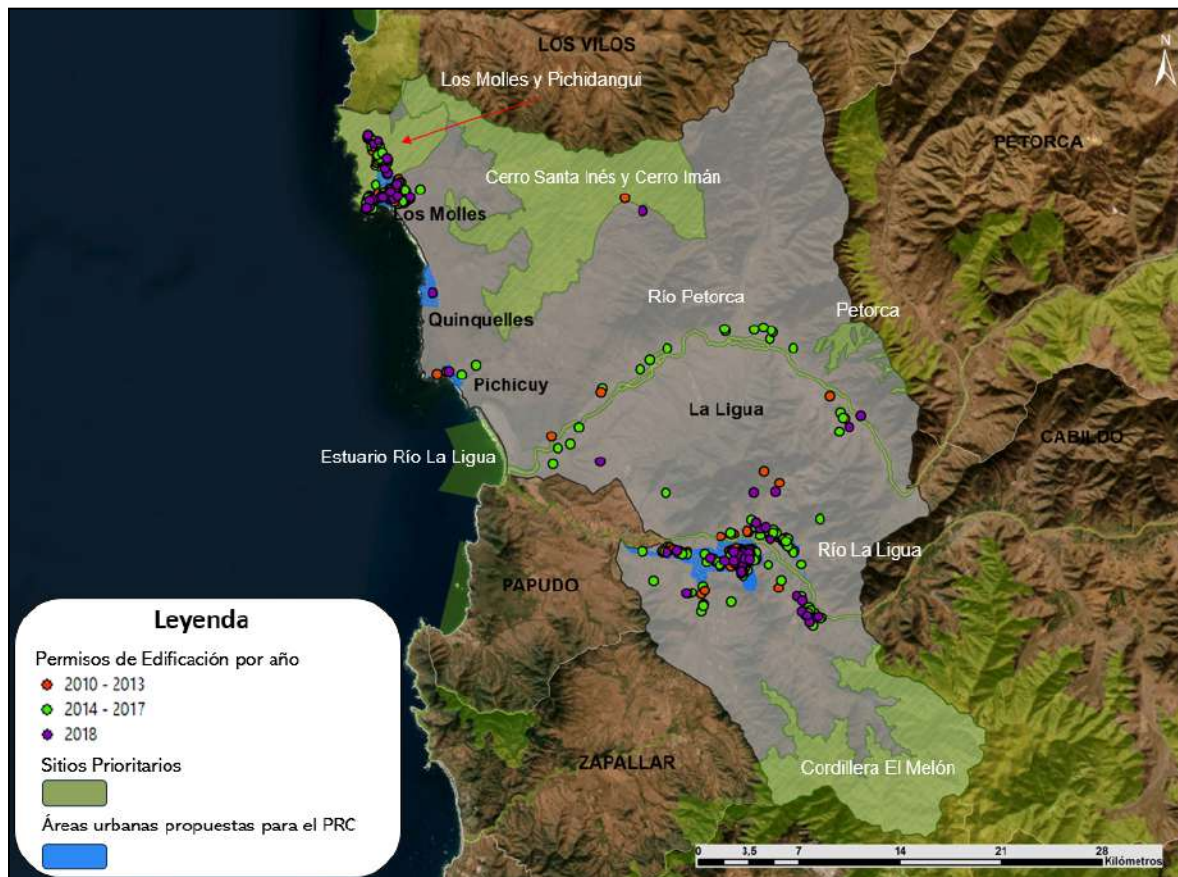 LOS VILOS
N
Los Molles y Pichidangui
PETORCA
Cerro Santa Inés y Cerro Imán
Los Molles
Río Petorca
Petorca
Quinquelles
Pichicuy
La Ligua
CABILDO
Estuario Río La Ligua
Río La Ligua
PAPUDO
ZAPALLAR
Cordillera El Melón
Leyenda
Permisos de Edificación por año
2010 - 2013
2014 - 2017
2018
Sitios Prioritarios
Áreas urbanas propuestas para el PRC
0 3,5 7 14 21 28
Kilómetros